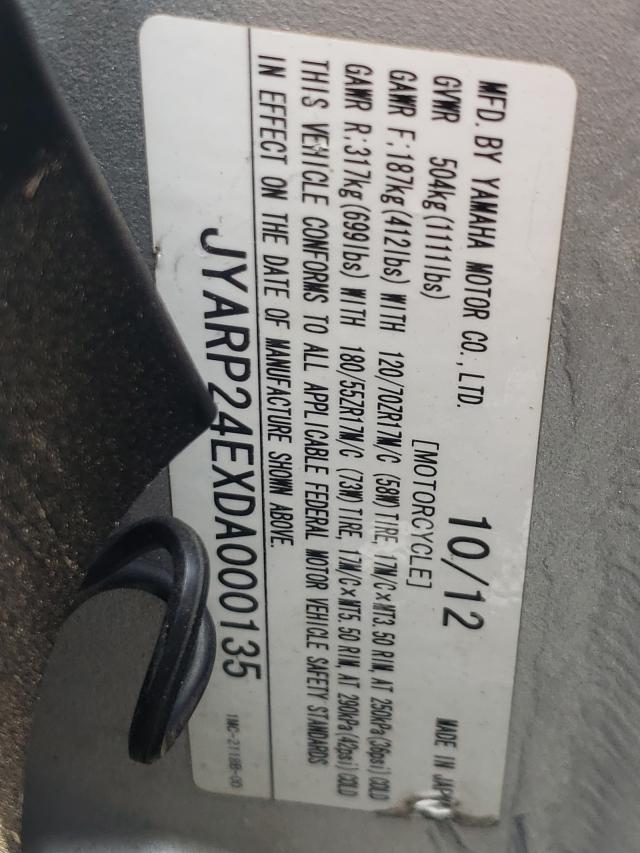 MFD. BY YAMAHA MOTOR CO., LTD. 10/12 MADE IN JAPAN
GVWR 504kg(1111lbs) [MOTORCYCLE]
GAWR F:187kg(412lbs) WITH 120/70ZR17M/C (58W) TIRE, 17M/C×MT3.50 RIM, AT 250kPa(36psi) COLD
GAWR R:317kg(699lbs) WITH 180/55ZR17M/C (73W) TIRE, 17M/C×MT5.50 RIM, AT 290kPa(42psi) COLD
THIS VEHICLE CONFORMS TO ALL APPLICABLE FEDERAL MOTOR VEHICLE SAFETY STANDARDS
IN EFFECT ON THE DATE OF MANUFACTURE SHOWN ABOVE.
JYARP24EXDA000135
1MC-2118B-00